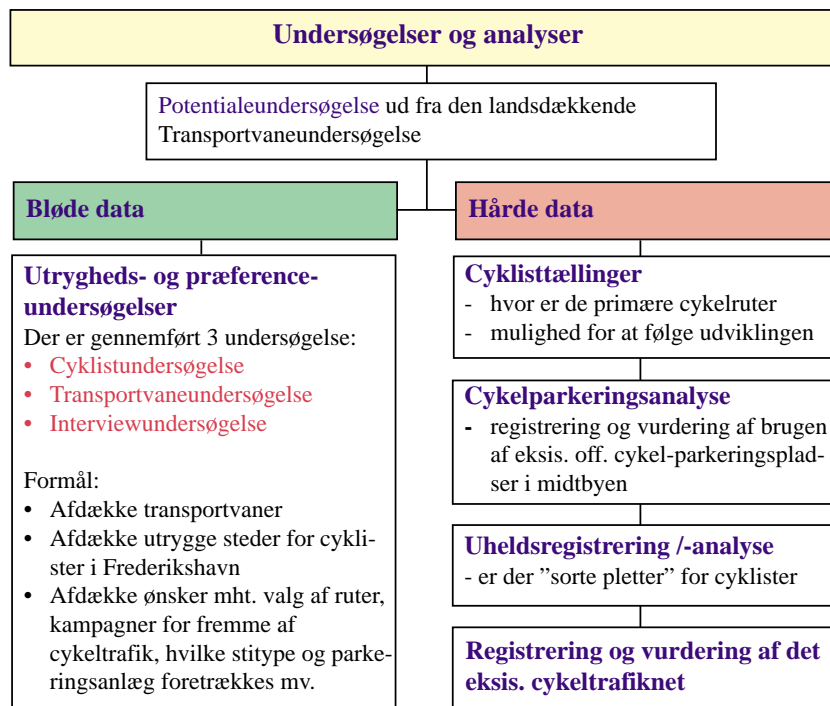 Undersøgelser og analyser
Potentialeundersøgelse ud fra den landsdækkende
Transportvaneundersøgelse
Bløde data
Utrygheds- og præference-
undersøgelser
Der er gennemført 3 undersøgelse:
• Cyklistundersøgelse
• Transportvaneundersøgelse
• Interviewundersøgelse
Formål:
• Afdække transportvaner
• Afdække utrygge steder for cykli-
ster i Frederikshavn
• Afdække ønsker mht. valg af ruter,
kampagner for fremme af
cykeltrafik, hvilke stitype og parke-
ringsanlæg foretrækkes mv.
Hårde data
Cyklisttællinger
- hvor er de primære cykelruter
- mulighed for at følge udviklingen
Cykelparkeringsanalyse
- registrering og vurdering af brugen
af eksis. off. cykel-parkeringsplad-
ser i midtbyen
Uheldsregistrering /-analyse
- er der ”sorte pletter” for cyklister
Registrering og vurdering af det
eksis. cykeltrafiknet